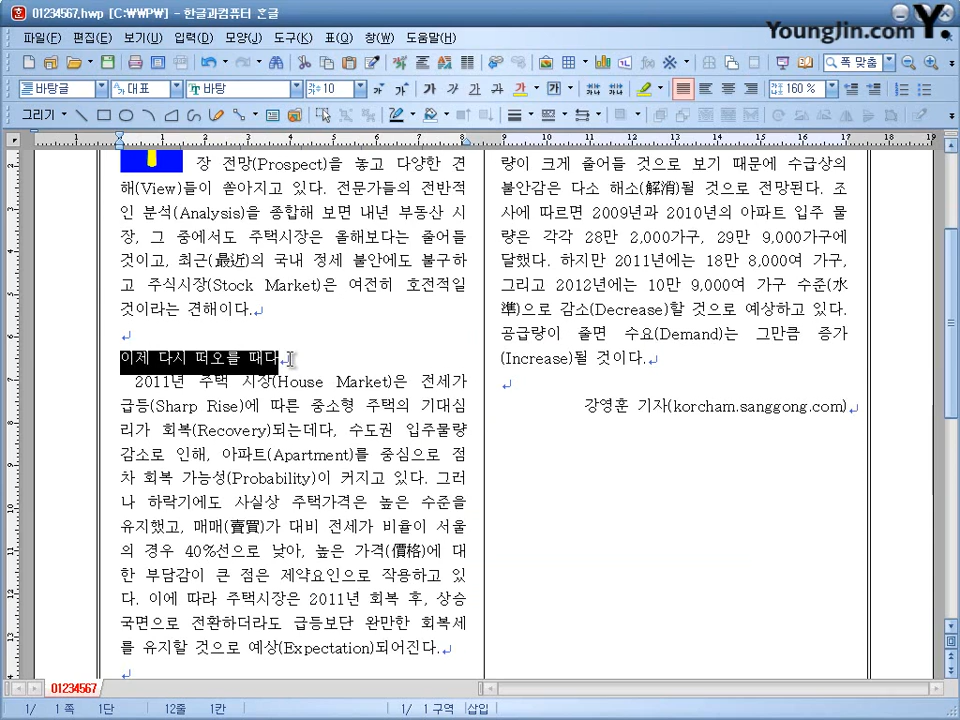 01234567.hwp [C:\WPW] - 한글과컴퓨터 한글
YoungJin.com Y.
파일(F) 편집(E) 보기(U) 입력(D) 모양(J) 도구(K) 표(Q) 창(W) 도움말(H)
폭 맞춤
바탕글 대표 바탕 10 가 가 가 가 가 160 %
그리기
1 1 2 3 4 5 6 7 8 9 10 11 12 13 14 15 16 17 18 19
장 전망(Prospect)을 놓고 다양한 견
해(View)들이 쏟아지고 있다. 전문가들의 전반적
인 분석(Analysis)을 종합해 보면 내년 부동산 시
장, 그 중에서도 주택시장은 올해보다는 줄어들
것이고, 최근(最近)의 국내 정세 불안에도 불구하
고 주식시장(Stock Market)은 여전히 호전적일
것이라는 견해이다.
이제 다시 떠오를 때다
2011년 주택 시장(House Market)은 전세가
급등(Sharp Rise)에 따른 중소형 주택의 기대심
리가 회복(Recovery)되는데다, 수도권 입주물량
감소로 인해, 아파트(Apartment)를 중심으로 점
차 회복 가능성(Probability)이 커지고 있다. 그러
나 하락기에도 사실상 주택가격은 높은 수준을
유지했고, 매매(賣買)가 대비 전세가 비율이 서울
의 경우 40%선으로 낮아, 높은 가격(價格)에 대
한 부담감이 큰 점은 제약요인으로 작용하고 있
다. 이에 따라 주택시장은 2011년 회복 후, 상승
국면으로 전환하더라도 급등보단 완만한 회복세
를 유지할 것으로 예상(Expectation)되어진다.
량이 크게 줄어들 것으로 보기 때문에 수급상의
불안감은 다소 해소(解消)될 것으로 전망된다. 조
사에 따르면 2009년과 2010년의 아파트 입주 물
량은 각각 28만 2,000가구, 29만 9,000가구에
달했다. 하지만 2011년에는 18만 8,000여 가구,
그리고 2012년에는 10만 9,000여 가구 수준(水
準)으로 감소(Decrease)할 것으로 예상하고 있다.
공급량이 줄면 수요(Demand)는 그만큼 증가
(Increase)될 것이다.
강영훈 기자(korcham.sanggong.com)
01234567
1/ 1 쪽 1단 12줄 1칸 1/ 1 구역 삽입